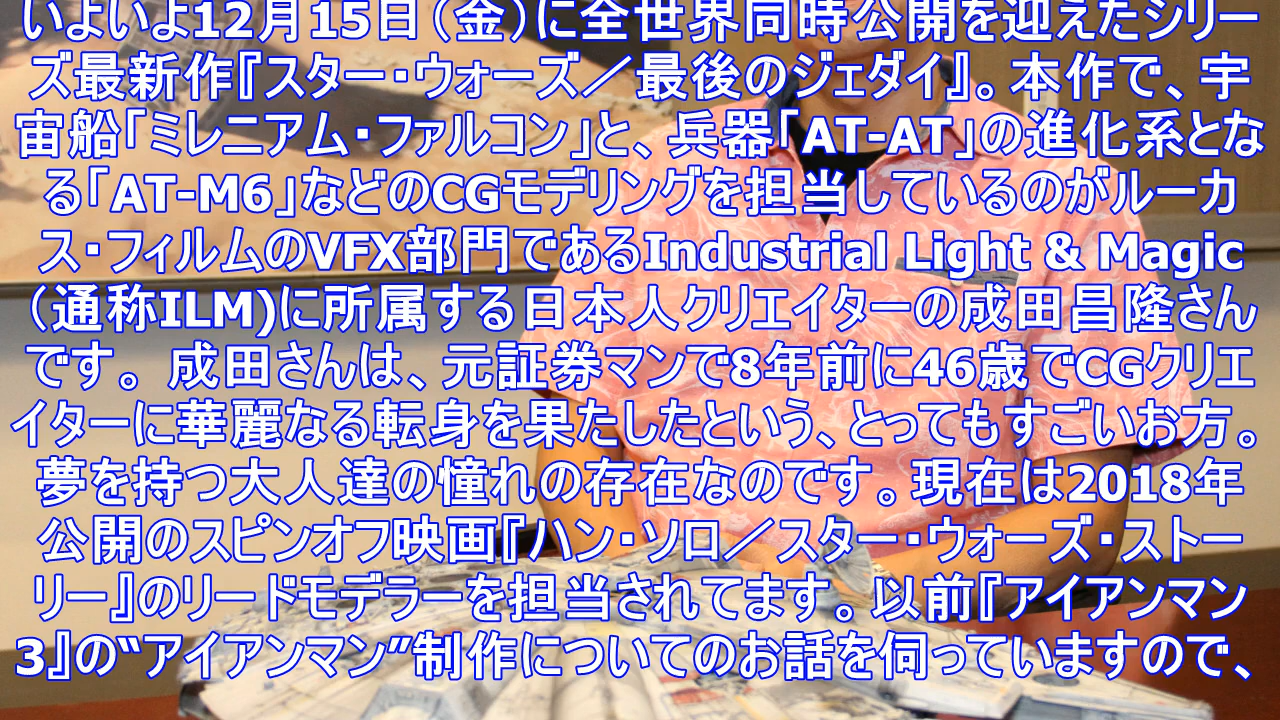 いよいよ12月15日（金）に全世界同時公開を迎えたシリー
ズ最新作『スター・ウォーズ／最後のジェダイ』。本作で、宇
宙船「ミレニアム・ファルコン」と、兵器「AT-AT」の進化系とな
る「AT-M6」などのCGモデリングを担当しているのがルーカ
ス・フィルムのVFX部門であるIndustrial Light & Magic
（通称ILM)に所属する日本人クリエイターの成田昌隆さん
です。 成田さんは、元証券マンで8年前に46歳でCGクリエ
イターに華麗なる転身を果たしたという、とってもすごいお方。
夢を持つ大人達の憧れの存在なのです。現在は2018年
公開のスピンオフ映画『ハン・ソロ／スター・ウォーズ・ストー
リー』のリードモデラーを担当されてます。以前『アイアンマン
3』の“アイアンマン”制作についてのお話を伺っていますので、